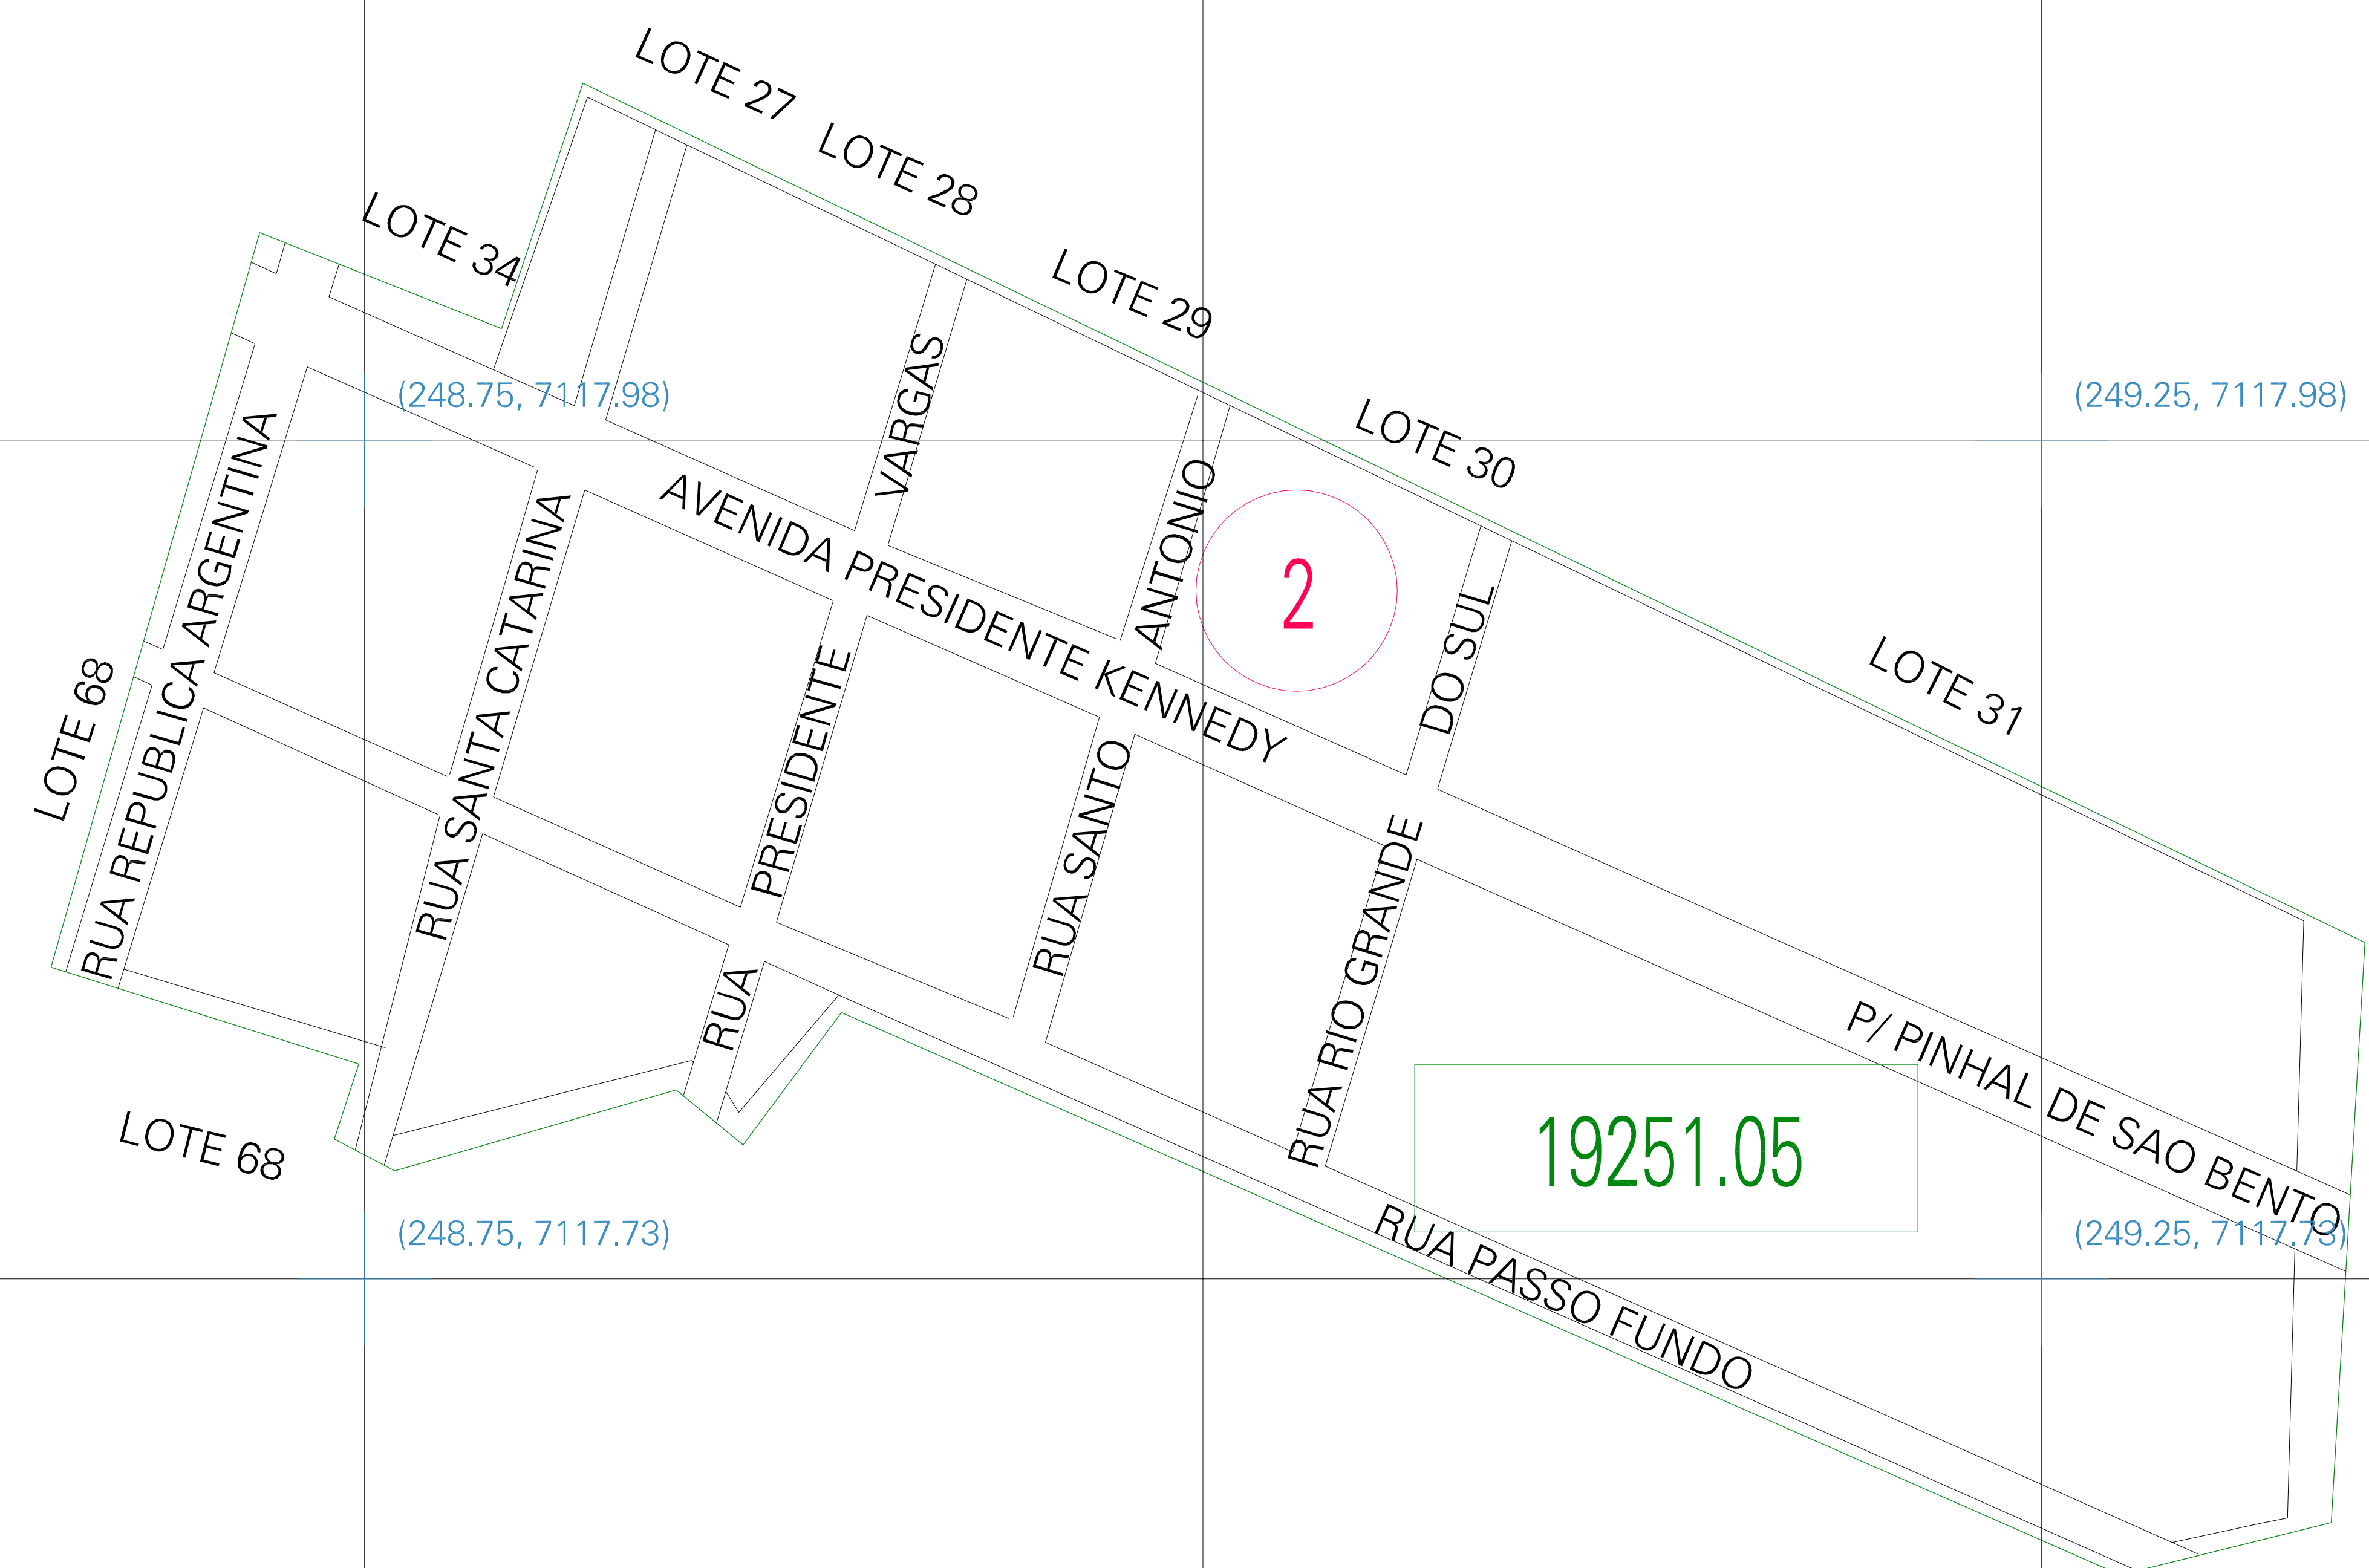 LOTE 27
LOTE 28
LOTE 34
LOTE 29
(248.75, 7117.98)
(249.25, 7117.98)
LOTE 30
VARGAS
RUA REPUBLICA ARGENTINA
AVENIDA PRESIDENTE KENNEDY
ANTONIO
2
RUA SANTA CATARINA
DO SUL
LOTE 31
LOTE 68
PRESIDENTE
RUA SANTO
RUA RIO GRANDE
RUA
P/ PINHAL DE SAO BENTO
19251.05
LOTE 68
(248.75, 7117.73)
(249.25, 7117.73)
RUA PASSO FUNDO